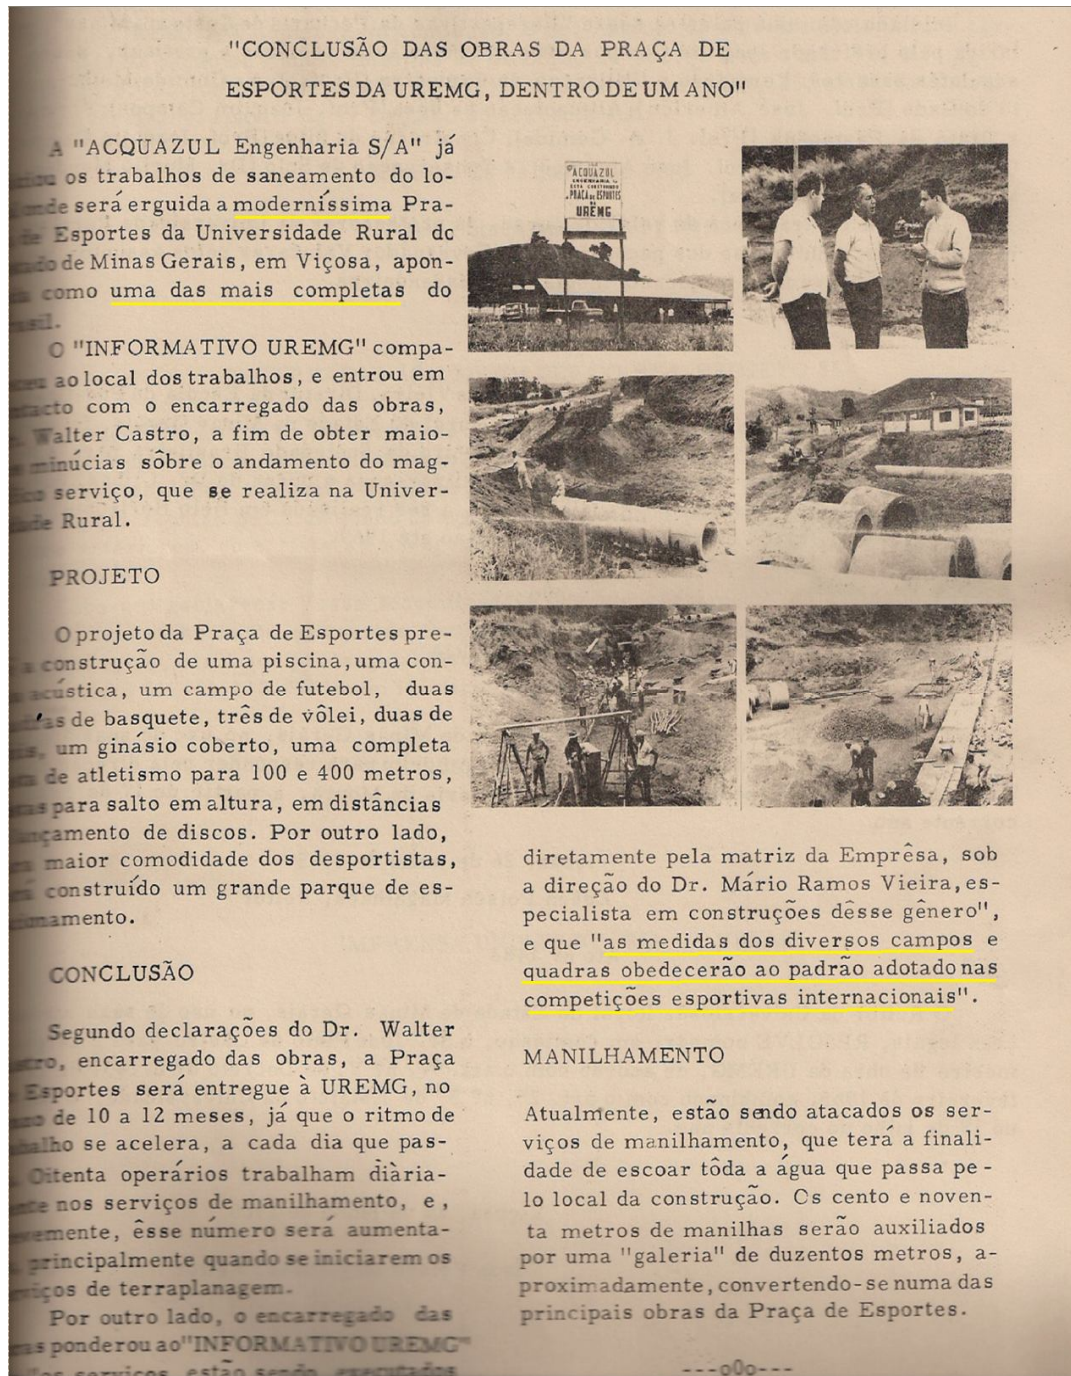 "CONCLUSÃO DAS OBRAS DA PRAÇA DE
ESPORTES DA UREMG, DENTRO DE UM ANO"
A "ACQUAZUL Engenharia S/A" já
os trabalhos de saneamento do lo-
será erguida a moderníssima Pra-
de Esportes da Universidade Rural do
de Minas Gerais, em Viçosa, apon-
como uma das mais completas do
O "INFORMATIVO UREMG" compa-
ao local dos trabalhos, e entrou em
com o encarregado das obras,
Walter Castro, a fim de obter maio-
minúcias sôbre o andamento do mag-
serviço, que se realiza na Univer-
Rural.
PROJETO
O projeto da Praça de Esportes pre-
a construção de uma piscina, uma con-
acústica, um campo de futebol, duas
de basquete, três de vôlei, duas de
um ginásio coberto, uma completa
de atletismo para 100 e 400 metros,
para salto em altura, em distâncias
de discos. Por outro lado,
maior comodidade dos desportistas,
construído um grande parque de es-
CONCLUSÃO
Segundo declarações do Dr. Walter
encarregado das obras, a Praça
Esportes será entregue à UREMG, no
de 10 a 12 meses, já que o ritmo de
se acelera, a cada dia que pas-
Oitenta operários trabalham diària-
nos serviços de manilhamento, e,
êsse número será aumenta-
principalmente quando se iniciarem os
de terraplanagem.
Por outro lado, o encarregado das
ponderou ao "INFORMATIVO UREMG"
serviços estão sendo executados
ACQUAZUL
PRAÇA DE ESPORTES
UREMG
diretamente pela matriz da Emprêsa, sob
a direção do Dr. Mário Ramos Vieira, es-
pecialista em construções dêsse gênero",
e que "as medidas dos diversos campos e
quadras obedecerão ao padrão adotado nas
competições esportivas internacionais".
MANILHAMENTO
Atualmente, estão sendo atacados os ser-
viços de manilhamento, que terá a finali-
dade de escoar tôda a água que passa pe-
lo local da construção. Os cento e noven-
ta metros de manilhas serão auxiliados
por uma "galeria" de duzentos metros, a-
proximadamente, convertendo-se numa das
principais obras da Praça de Esportes.
---o0o---